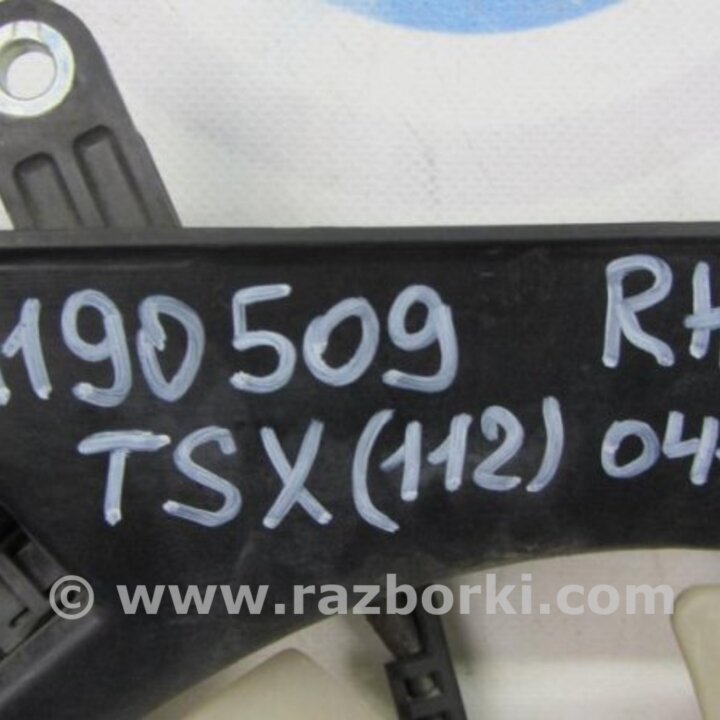 190509 RH
TSX (112) 04-
© www.razborki.com